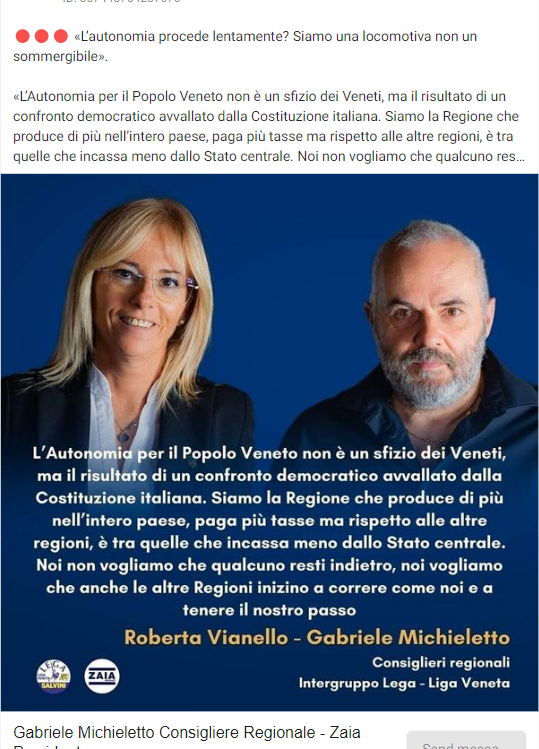 🔴🔴🔴 «L'autonomia procede lentamente? Siamo una locomotiva non un
sommergibile».
«L'Autonomia per il Popolo Veneto non è un sfizio dei Veneti, ma il risultato di un
confronto democratico avvallato dalla Costituzione italiana. Siamo la Regione che
produce di più nell'intero paese, paga più tasse ma rispetto alle altre regioni, è tra
quelle che incassa meno dallo Stato centrale. Noi non vogliamo che qualcuno res...
L'Autonomia per il Popolo Veneto non è un sfizio dei Veneti,
ma il risultato di un confronto democratico avvallato dalla
Costituzione italiana. Siamo la Regione che produce di più
nell'intero paese, paga più tasse ma rispetto alle altre
regioni, è tra quelle che incassa meno dallo Stato centrale.
Noi non vogliamo che qualcuno resti indietro, noi vogliamo
che anche le altre Regioni inizino a correre come noi e a
tenere il nostro passo
Roberta Vianello - Gabriele Michieletto
Consiglieri regionali
Intergruppo Lega - Liga Veneta
LEGA
SALVINI
ZAIA
Gabriele Michieletto Consigliere Regionale - Zaia